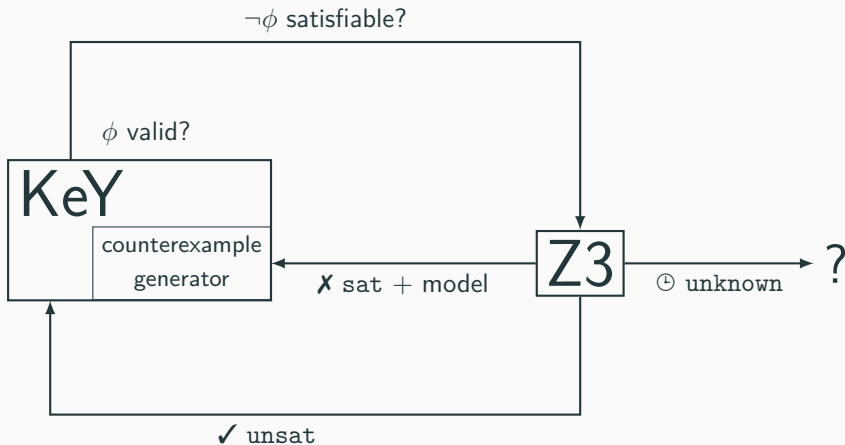 ¬ϕ satisfiable?
ϕ valid?
KeY
counterexample
generator
Z3
?
✗ sat + model
🕒 unknown
✓ unsat